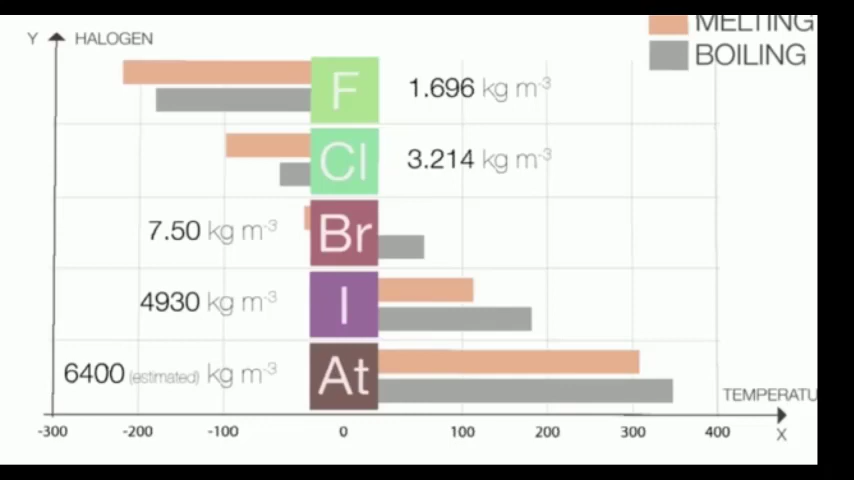 MELTING
Y HALOGEN
BOILING
F 1.696 kg m-3
Cl 3.214 kg m-3
7.50 kg m-3 Br
4930 kg m-3 I
6400 (estimated) kg m-3 At
TEMPERATU
-300 -200 -100 0 100 200 300 400 X